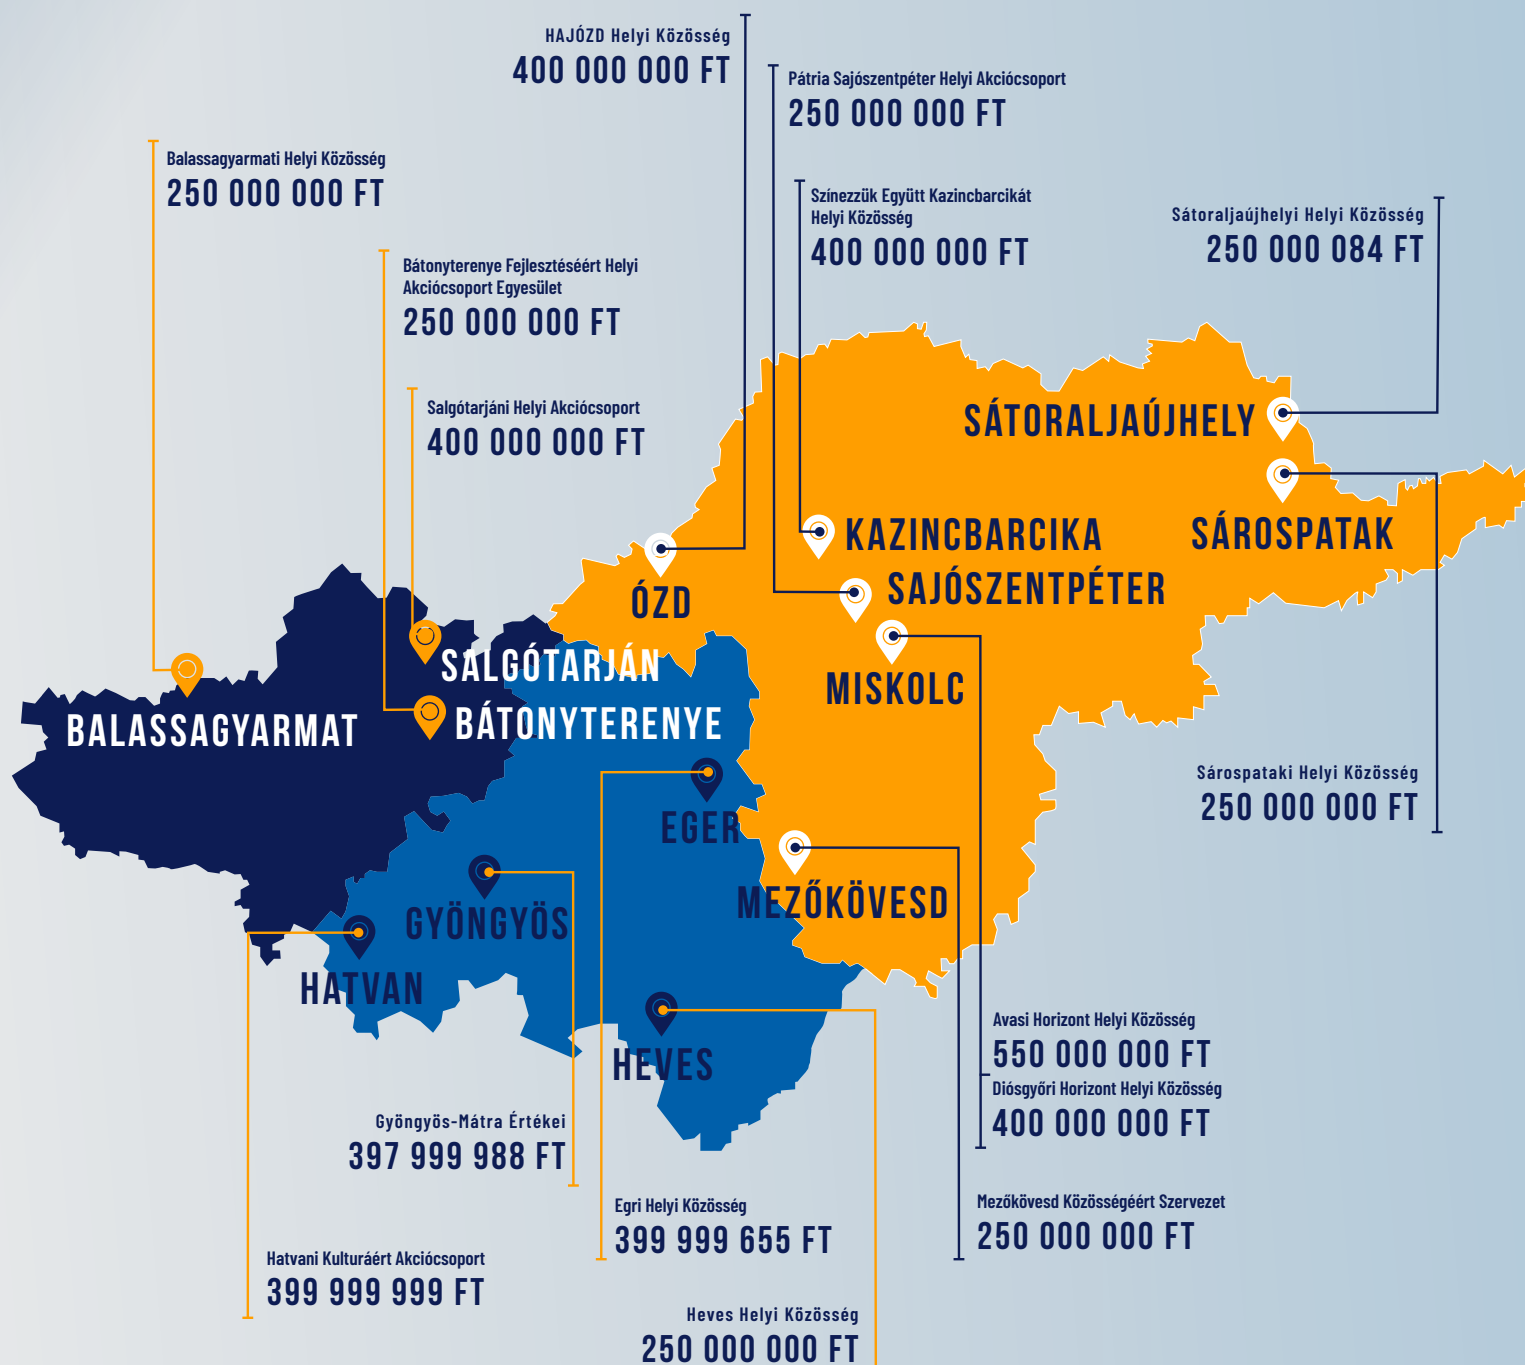 HAJÓZD Helyi Közösség
400 000 000 FT
Pátria Sajószentpéter Helyi Akciócsoport
250 000 000 FT
Balassagyarmati Helyi Közösség
250 000 000 FT
Színezzük Együtt Kazincbarcikát
Helyi Közösség
400 000 000 FT
Sátoraljaújhelyi Helyi Közösség
250 000 084 FT
Bátonyterenye Fejlesztéséért Helyi
Akciócsoport Egyesület
250 000 000 FT
Salgótarjáni Helyi Akciócsoport
400 000 000 FT
SÁTORALJAÚJHELY
KAZINCBARCIKA
SÁROSPATAK
SAJÓSZENTPÉTER
ÓZD
SALGÓTARJÁN
MISKOLC
BALASSAGYARMAT
BÁTONYTERENYE
Sárospataki Helyi Közösség
250 000 000 FT
EGER
MEZŐKÖVESD
GYÖNGYÖS
HATVAN
HEVES
Avasi Horizont Helyi Közösség
550 000 000 FT
Diósgyőri Horizont Helyi Közösség
400 000 000 FT
Gyöngyös-Mátra Értékei
397 999 988 FT
Egri Helyi Közösség
399 999 655 FT
Mezőkövesd Közösségéért Szervezet
250 000 000 FT
Hatvani Kulturáért Akciócsoport
399 999 999 FT
Heves Helyi Közösség
250 000 000 FT